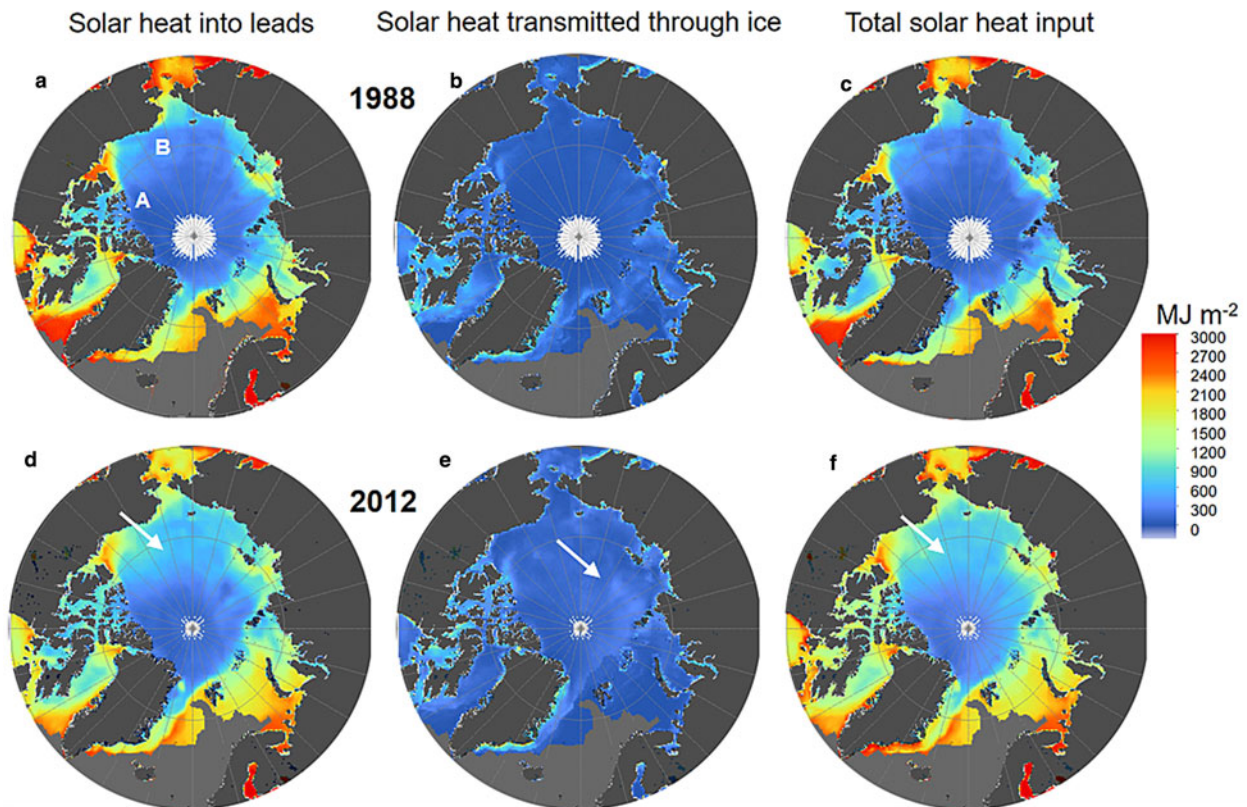 Solar heat into leads
Solar heat transmitted through ice
Total solar heat input
a
b
c
1988
B
A
MJ m⁻²
3000
2700
2400
2100
1800
1500
1200
900
600
300
0
d
e
f
2012